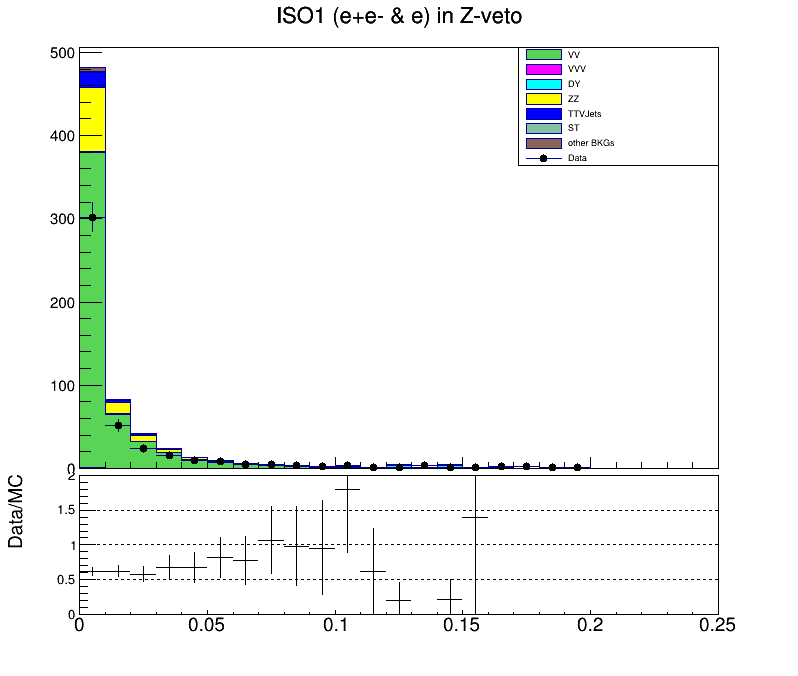 ISO1 (e+e- & e) in Z-veto
500
400
300
200
100
0
VV
VVV
DY
ZZ
TTVJets
ST
other BKGs
Data
Data/MC
2
1.5
1
0.5
0
0 0.05 0.1 0.15 0.2 0.25